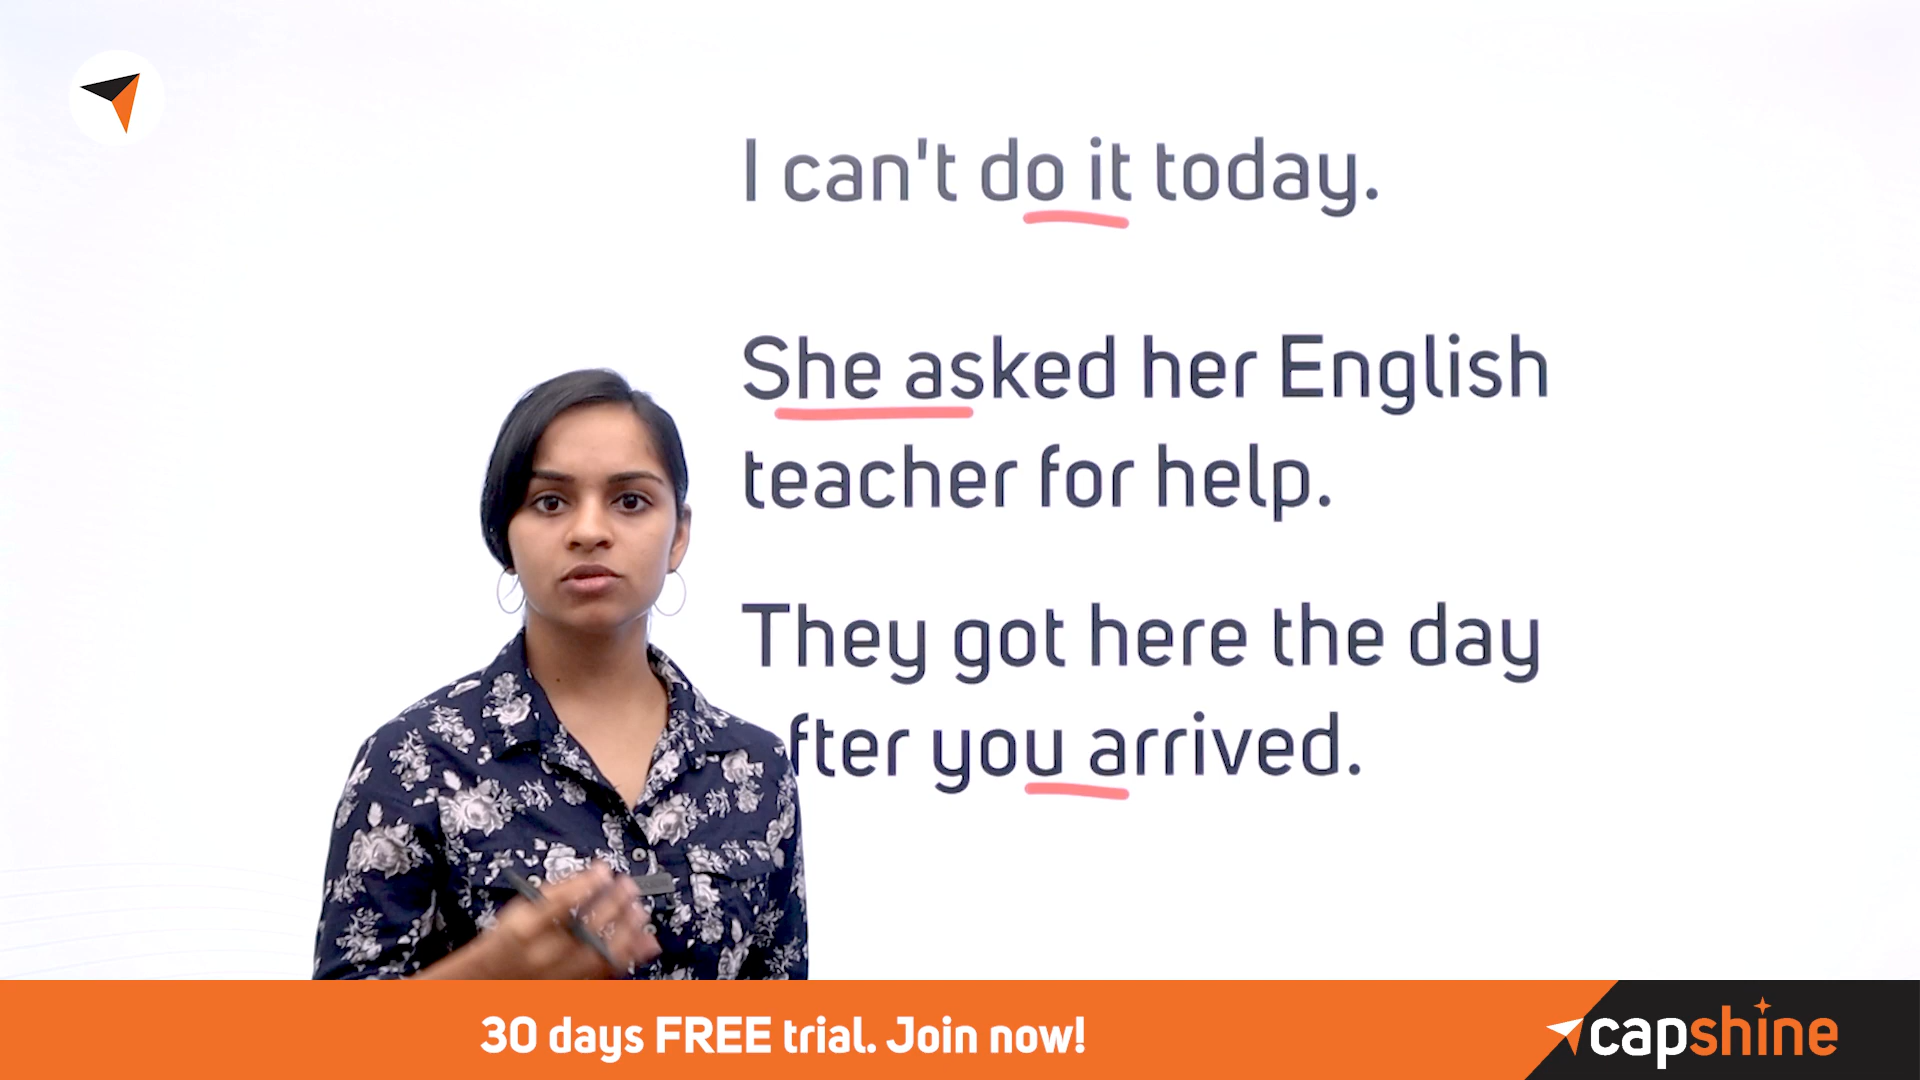 I can't do it today.
She asked her English
teacher for help.
They got here the day
fter you arrived.
30 days FREE trial. Join now!
capshine